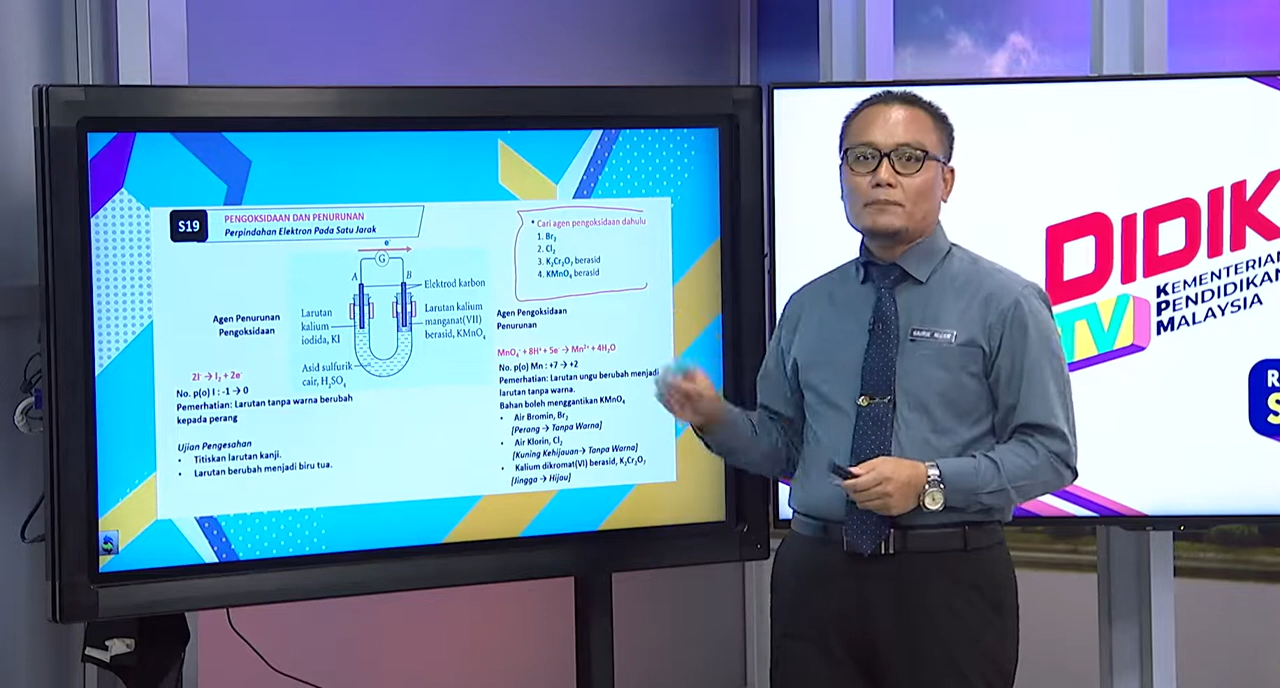 S19
PENGOKSIDAAN DAN PENURUNAN
Perpindahan Elektron Pada Satu Jarak
* Cari agen pengoksidaan dahulu
1. Br₂
2. Cl₂
3. K₂Cr₂O₇ berasid
4. KMnO₄ berasid
e⁻
G
A
B
Elektrod karbon
Agen Penurunan
Pengoksidaan
Larutan
kalium
iodida, KI
Larutan kalium
manganat(VII)
berasid, KMnO₄
Asid sulfurik
cair, H₂SO₄
2I⁻ → I₂ + 2e⁻
No. p(o) I : -1 → 0
Pemerhatian: Larutan tanpa warna berubah
kepada perang
Ujian Pengesahan
• Titiskan larutan kanji.
• Larutan berubah menjadi biru tua.
Agen Pengoksidaan
Penurunan
MnO₄⁻ + 8H⁺ + 5e⁻ → Mn²⁺ + 4H₂O
No. p(o) Mn : +7 → +2
Pemerhatian: Larutan ungu berubah menjadi
larutan tanpa warna.
Bahan boleh menggantikan KMnO₄
• Air Bromin, Br₂
[Perang → Tanpa Warna]
• Air Klorin, Cl₂
[Kuning Kehijauan→ Tanpa Warna]
• Kalium dikromat(VI) berasid, K₂Cr₂O₇
[Jingga → Hijau]
DIDIK
TV
KEMENTERIAN
PENDIDIKAN
MALAYSIA
R
S